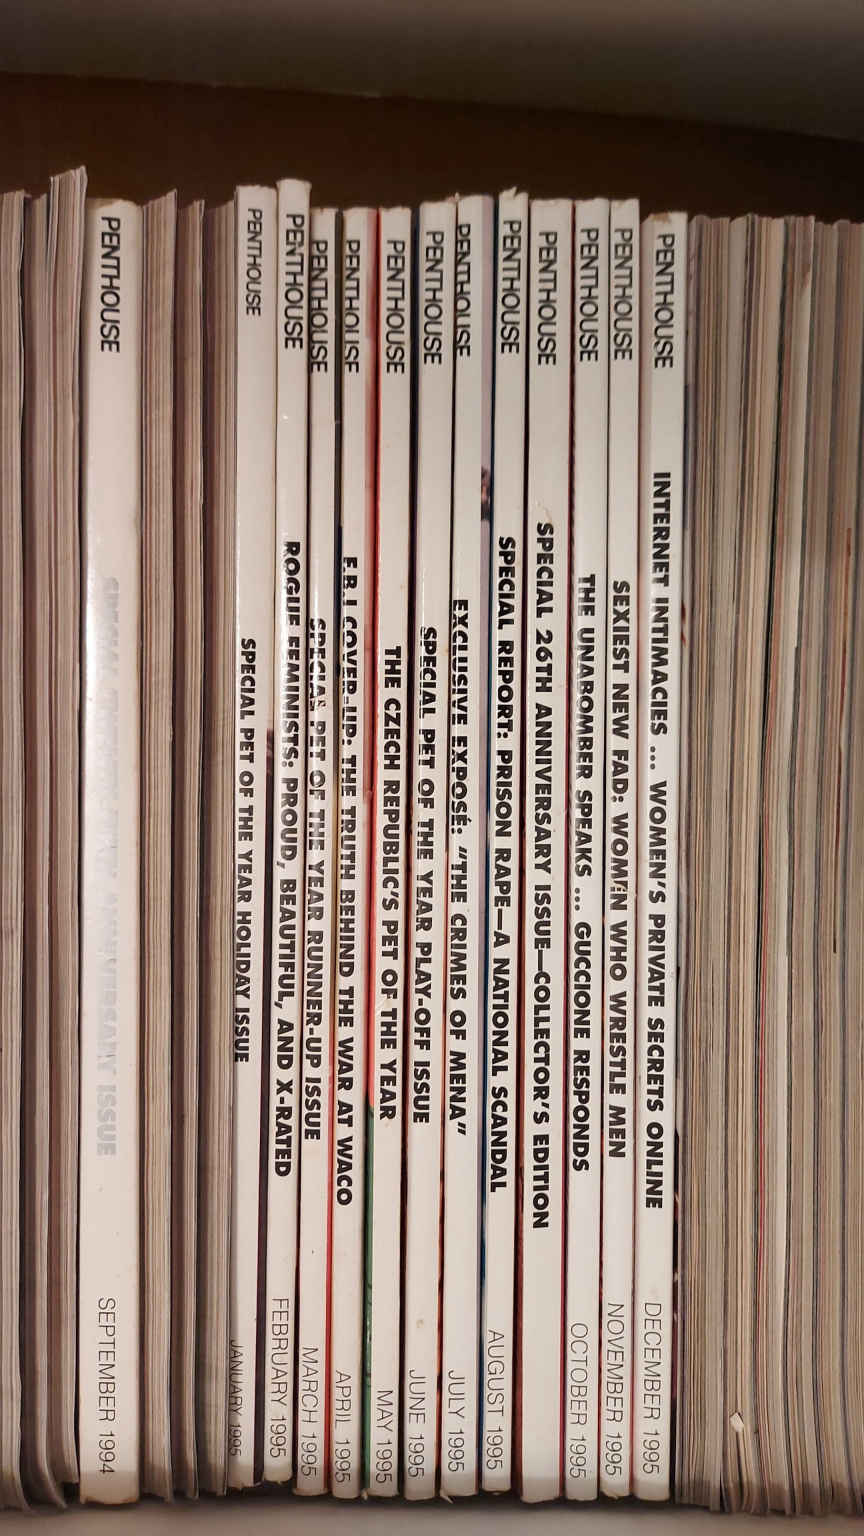 PENTHOUSE SPECIAL TWENTY-FIFTH ANNIVERSARY ISSUE SEPTEMBER 1994
PENTHOUSE SPECIAL PET OF THE YEAR HOLIDAY ISSUE JANUARY 1995
PENTHOUSE ROGUE FEMINISTS: PROUD, BEAUTIFUL, AND X-RATED FEBRUARY 1995
PENTHOUSE SPECIAL PET OF THE YEAR RUNNER-UP ISSUE MARCH 1995
PENTHOUSE F.B.I. COVER-UP: THE TRUTH BEHIND THE WAR AT WACO APRIL 1995
PENTHOUSE THE CZECH REPUBLIC'S PET OF THE YEAR MAY 1995
PENTHOUSE SPECIAL PET OF THE YEAR PLAY-OFF ISSUE JUNE 1995
PENTHOUSE EXCLUSIVE EXPOSÉ: "THE CRIMES OF MENA" JULY 1995
PENTHOUSE SPECIAL REPORT: PRISON RAPE—A NATIONAL SCANDAL AUGUST 1995
PENTHOUSE SPECIAL 26TH ANNIVERSARY ISSUE—COLLECTOR'S EDITION
PENTHOUSE THE UNABOMBER SPEAKS ... GUCCIONE RESPONDS OCTOBER 1995
PENTHOUSE SEXIEST NEW FAD: WOMEN WHO WRESTLE MEN NOVEMBER 1995
PENTHOUSE INTERNET INTIMACIES ... WOMEN'S PRIVATE SECRETS ONLINE DECEMBER 1995